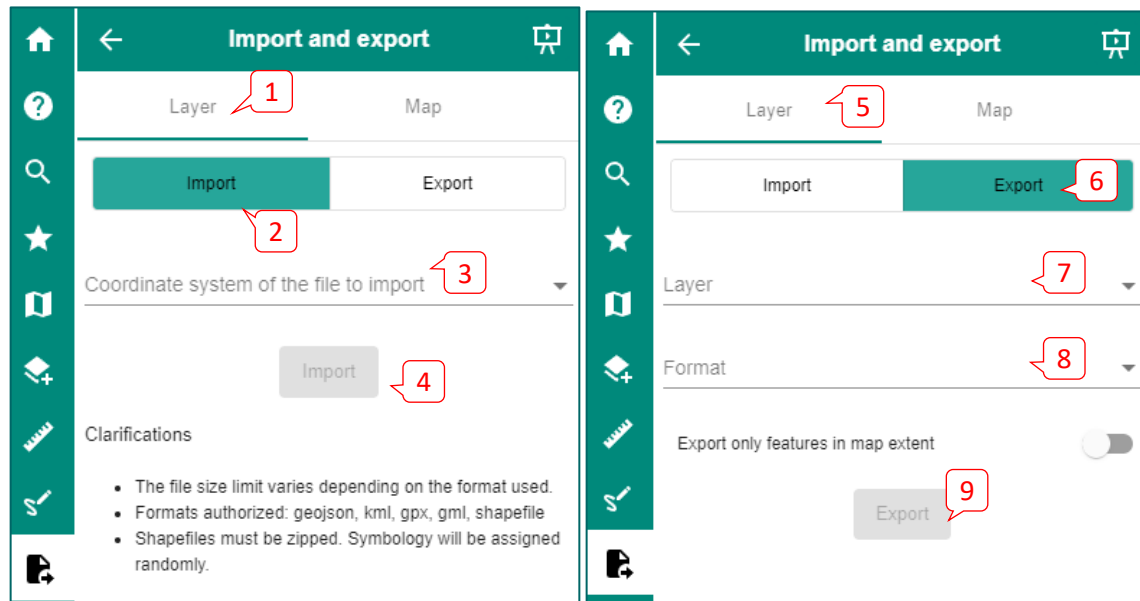 Import and export
Layer
1
Map
Import
Export
2
Coordinate system of the file to import
3
Import
4
Clarifications
• The file size limit varies depending on the format used.
• Formats authorized: geojson, kml, gpx, gml, shapefile
• Shapefiles must be zipped. Symbology will be assigned
randomly.
Import and export
Layer
5
Map
Import
Export
6
Layer
7
Format
8
Export only features in map extent
Export
9